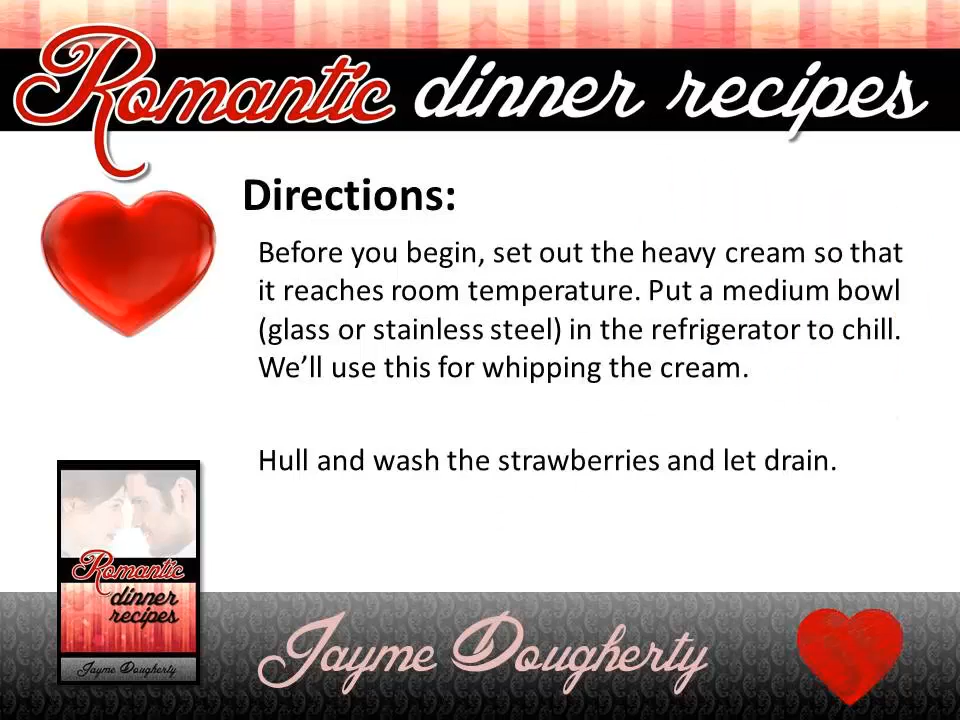 Romantic dinner recipes
Directions:
Before you begin, set out the heavy cream so that
it reaches room temperature. Put a medium bowl
(glass or stainless steel) in the refrigerator to chill.
We’ll use this for whipping the cream.
Hull and wash the strawberries and let drain.
Romantic
dinner
recipes
Jayme Dougherty
Jayme Dougherty